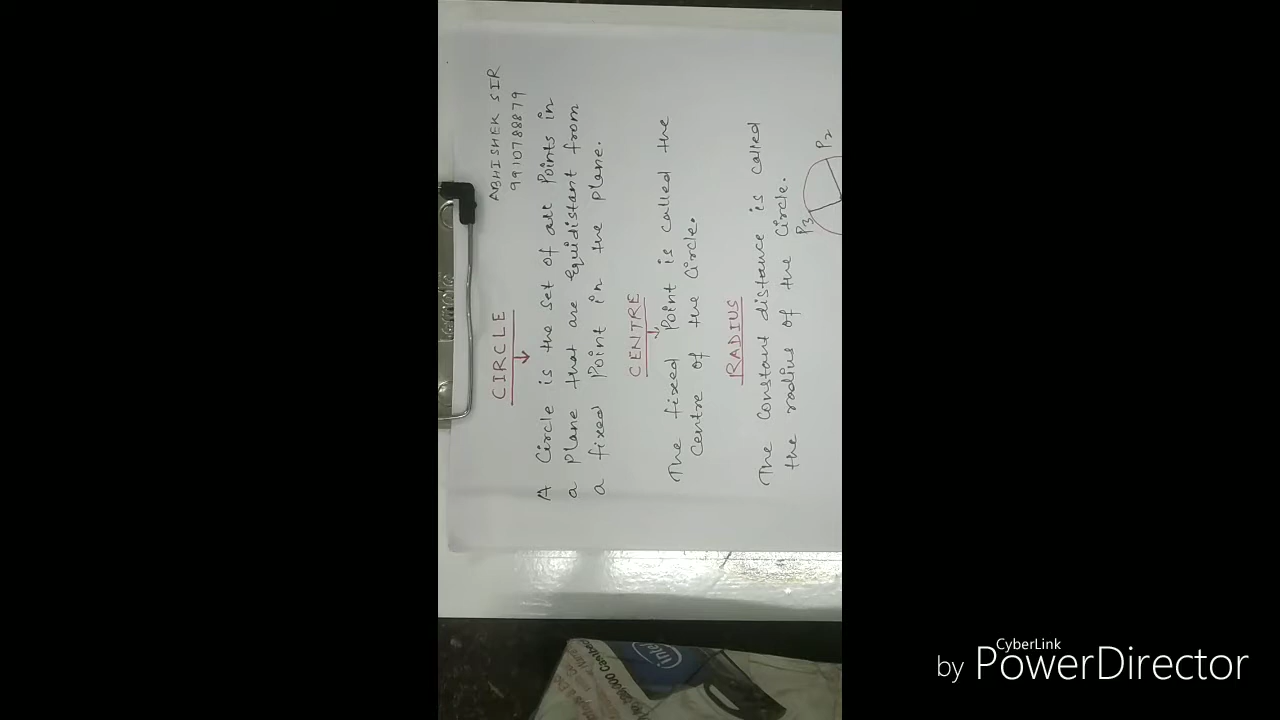 ABHISHEK SIR
9910788879
CIRCLE
A Circle is the set of all Points in
a Plane that are equidistant from
a fixed Point in the Plane.
CENTRE
The fixeed Point is called the
Centre of the Circle.
RADIUS
The Constant distance is called
the radius of the Circle.
P3
P2
intel
CyberLink
by PowerDirector